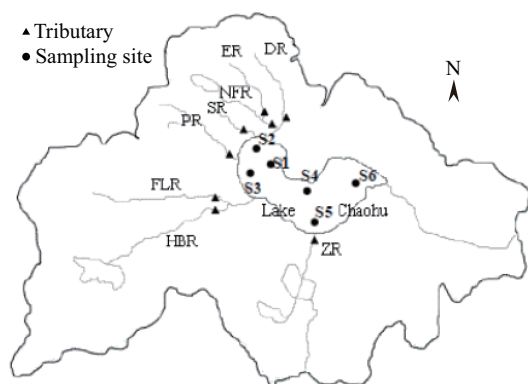 Tributary
Sampling site
N
ER
DR
NFR
SR
PR
S2
S1
S3
S4
S6
FLR
Lake Chaohu
S5
HBR
ZR